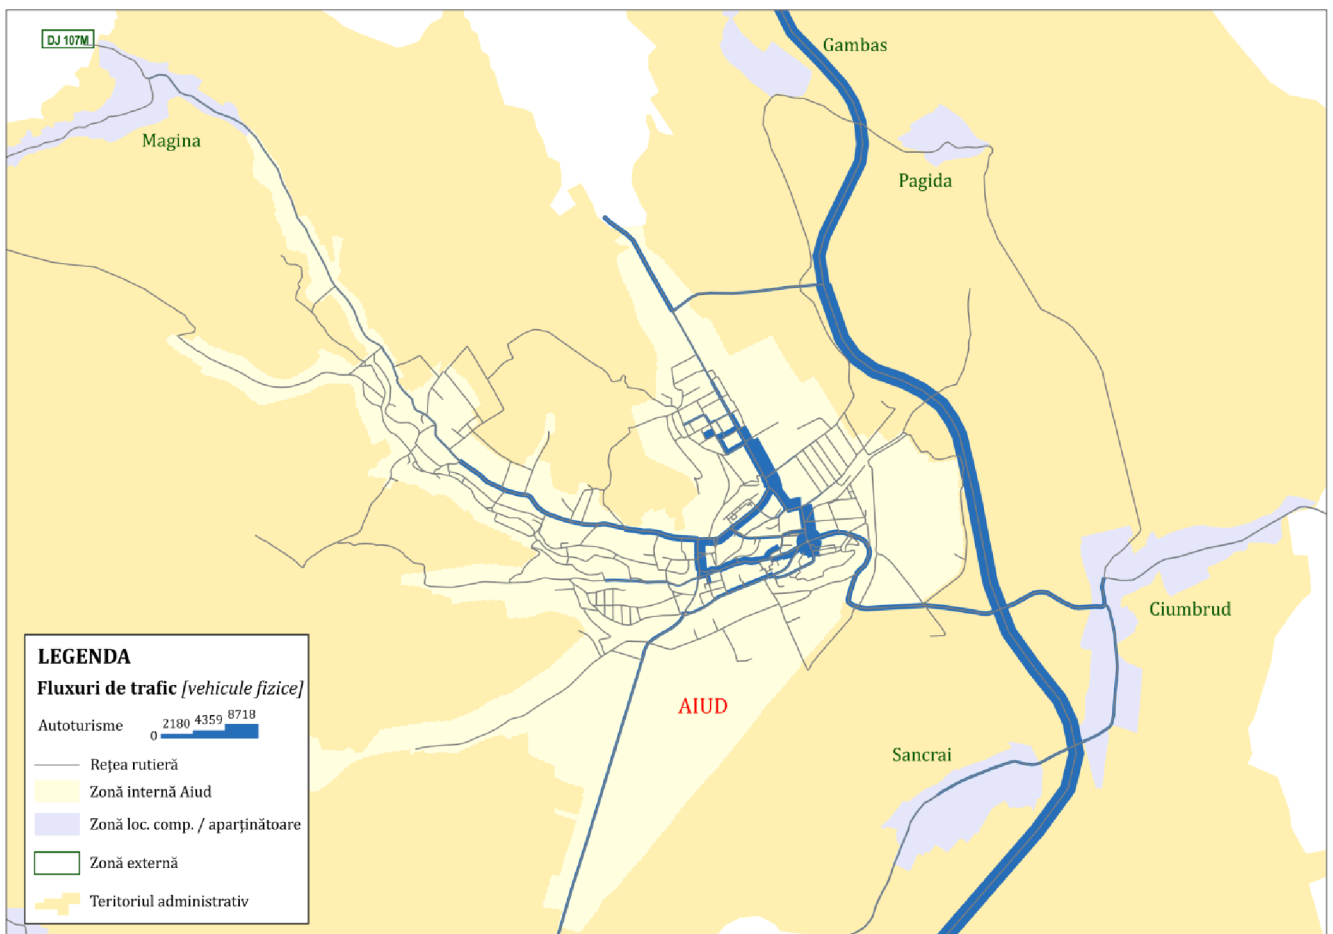 DJ 107M
Gambas
Magina
Pagida
Ciumbrud
AIUD
Sancrai
LEGENDA
Fluxuri de trafic [vehicule fizice]
Autoturisme 0 2180 4359 8718
Rețea rutieră
Zonă internă Aiud
Zonă loc. comp. / aparținătoare
Zonă externă
Teritoriul administrativ